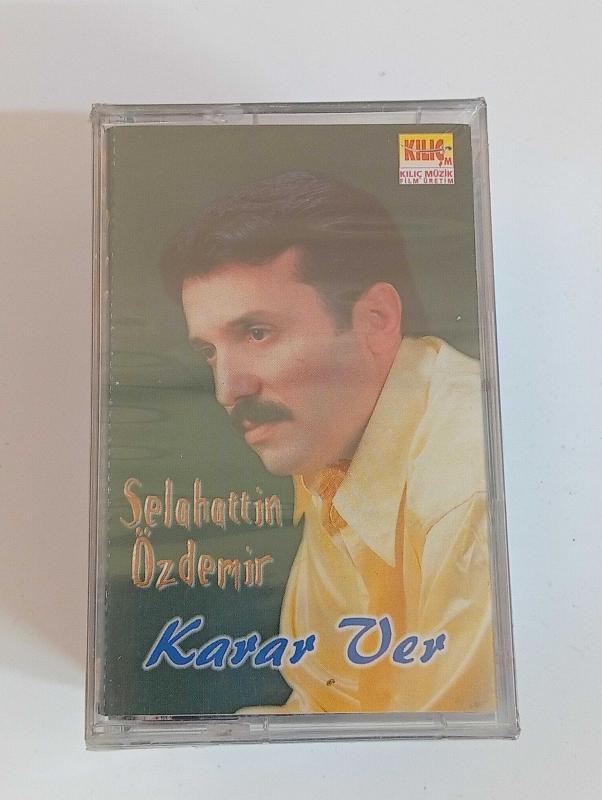 KILIÇ
M
KILIÇ MÜZİK
FİLM ÜRETİM
Selahattin
Özdemir
Karar Ver